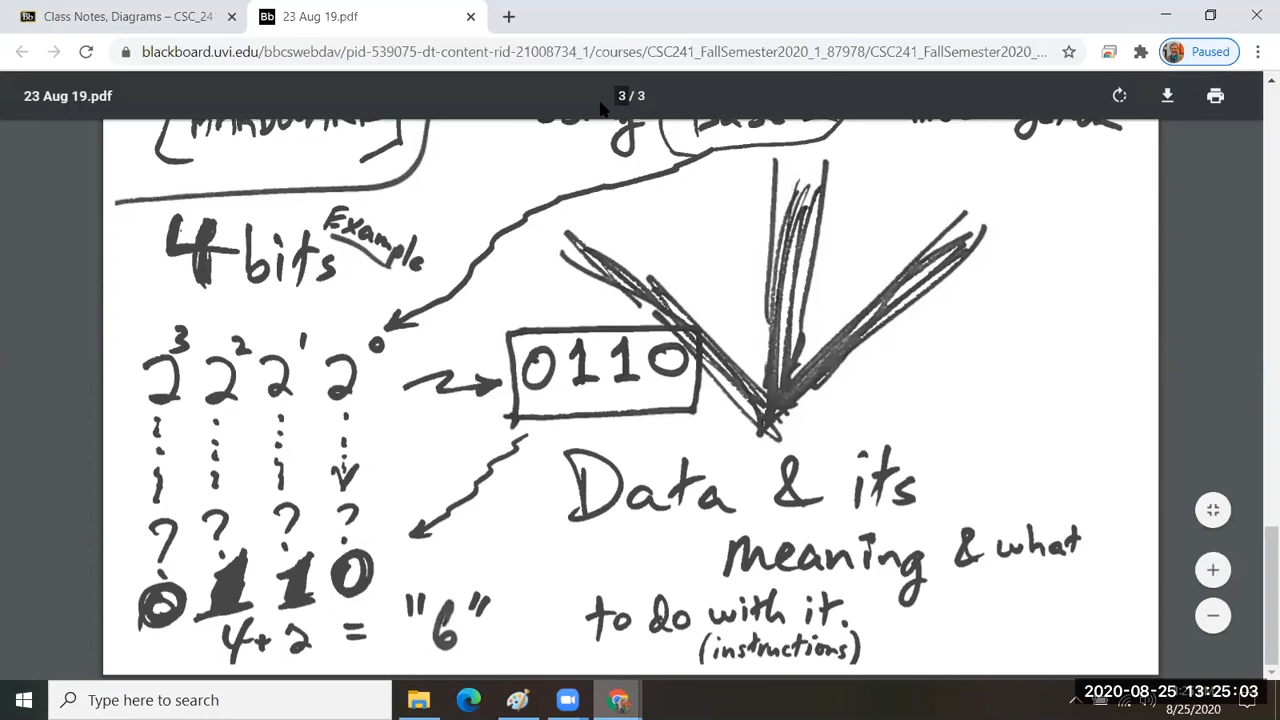 Class Notes, Diagrams – CSC_24
23 Aug 19.pdf
blackboard.uvi.edu/bbcswebdav/pid-539075-dt-content-rid-21008734_1/courses/CSC241_FallSemester2020_1_87978/CSC241_FallSemester2020_...
Paused
23 Aug 19.pdf
3 / 3
4 bits Example
2³ 2² 2¹ 2⁰
0110
? ? ? ?
0 1 1 0
4 + 2 = "6"
Data & its
meaning & what
to do with it.
(instructions)
Type here to search
2020-08-25 13:25:03
8/25/2020